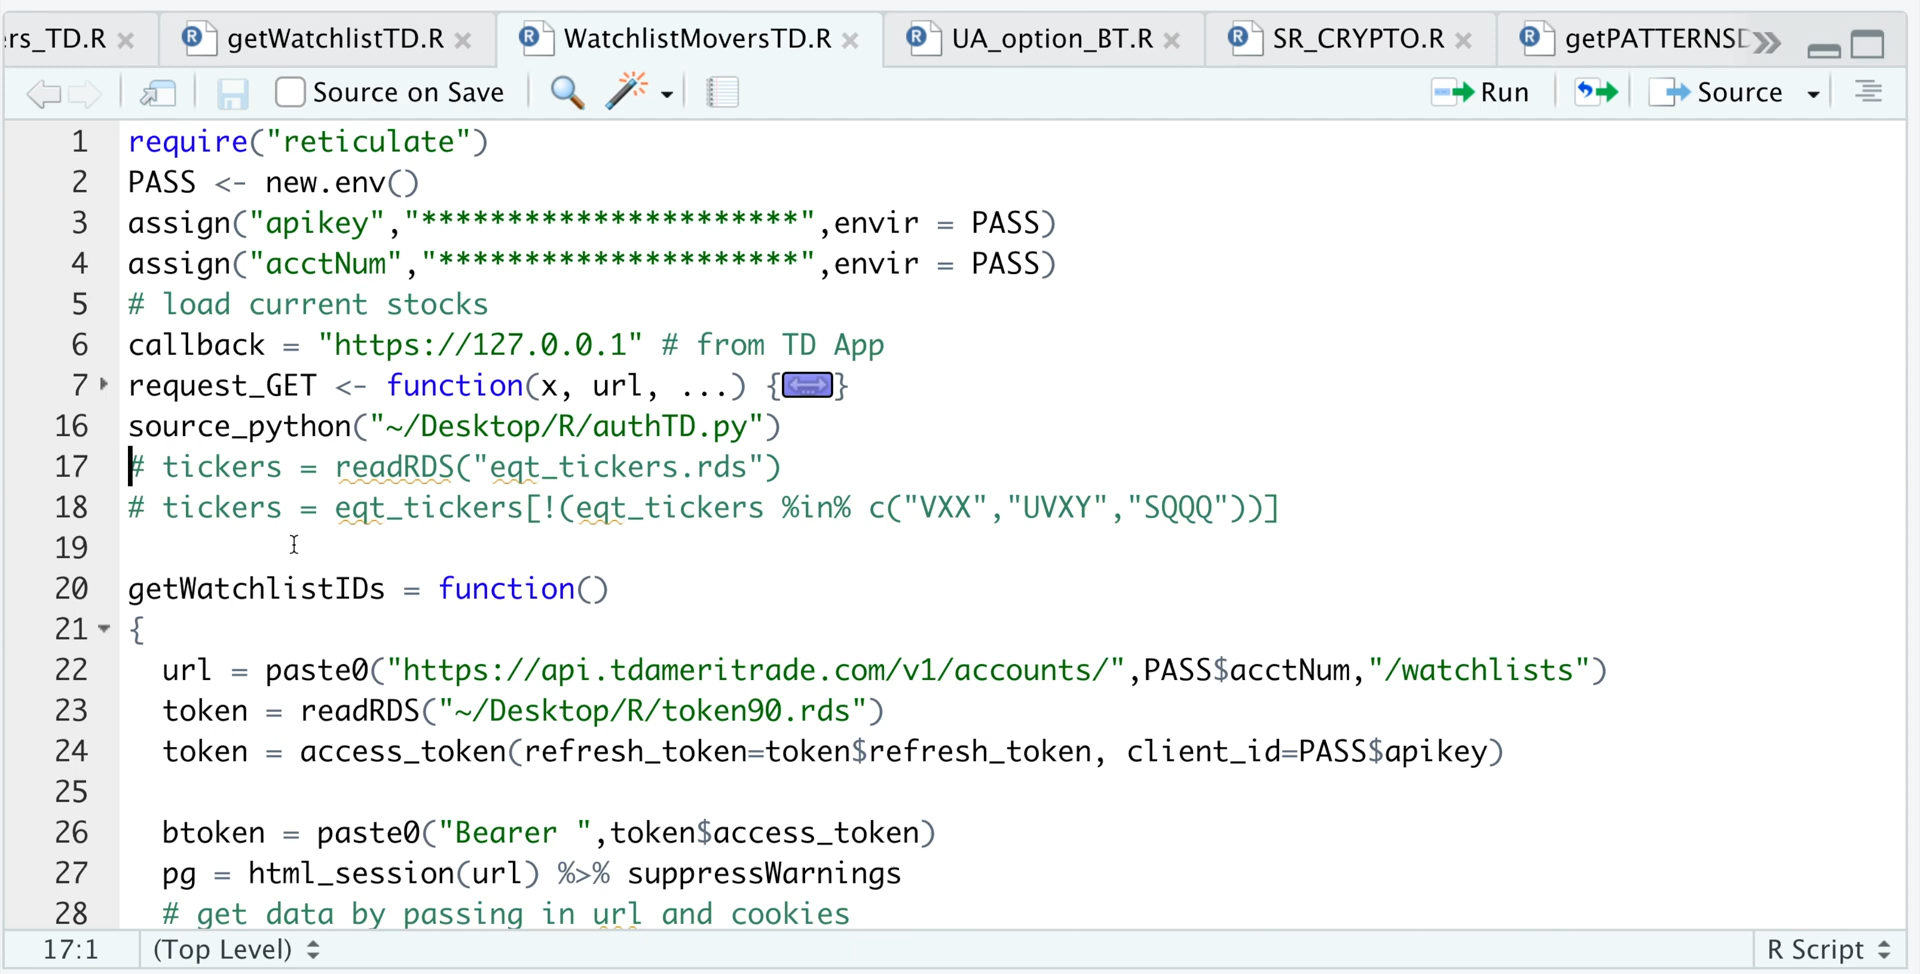 rs_TD.R getWatchlistTD.R WatchlistMoversTD.R UA_option_BT.R SR_CRYPTO.R getPATTERNSD
Source on Save Run Source
1 require("reticulate")
2 PASS <- new.env()
3 assign("apikey","**********************",envir = PASS)
4 assign("acctNum","*********************",envir = PASS)
5 # load current stocks
6 callback = "https://127.0.0.1" # from TD App
7 request_GET <- function(x, url, ...) {...}
16 source_python("~/Desktop/R/authTD.py")
17 # tickers = readRDS("eqt_tickers.rds")
18 # tickers = eqt_tickers[!(eqt_tickers %in% c("VXX","UVXY","SQQQ"))]
19
20 getWatchlistIDs = function()
21 {
22 url = paste0("https://api.tdameritrade.com/v1/accounts/",PASS$acctNum,"/watchlists")
23 token = readRDS("~/Desktop/R/token90.rds")
24 token = access_token(refresh_token=token$refresh_token, client_id=PASS$apikey)
25
26 btoken = paste0("Bearer ",token$access_token)
27 pg = html_session(url) %>% suppressWarnings
28 # get data by passing in url and cookies
17:1 (Top Level) R Script